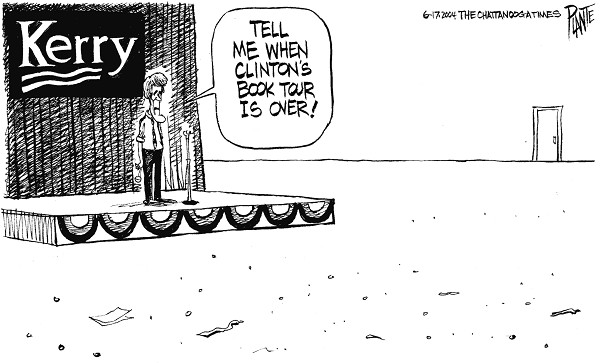 Kerry
TELL
ME WHEN
CLINTON'S
BOOK TOUR
IS OVER!
6-17-2004 THE CHATTANOOGA TIMES
PLANTE